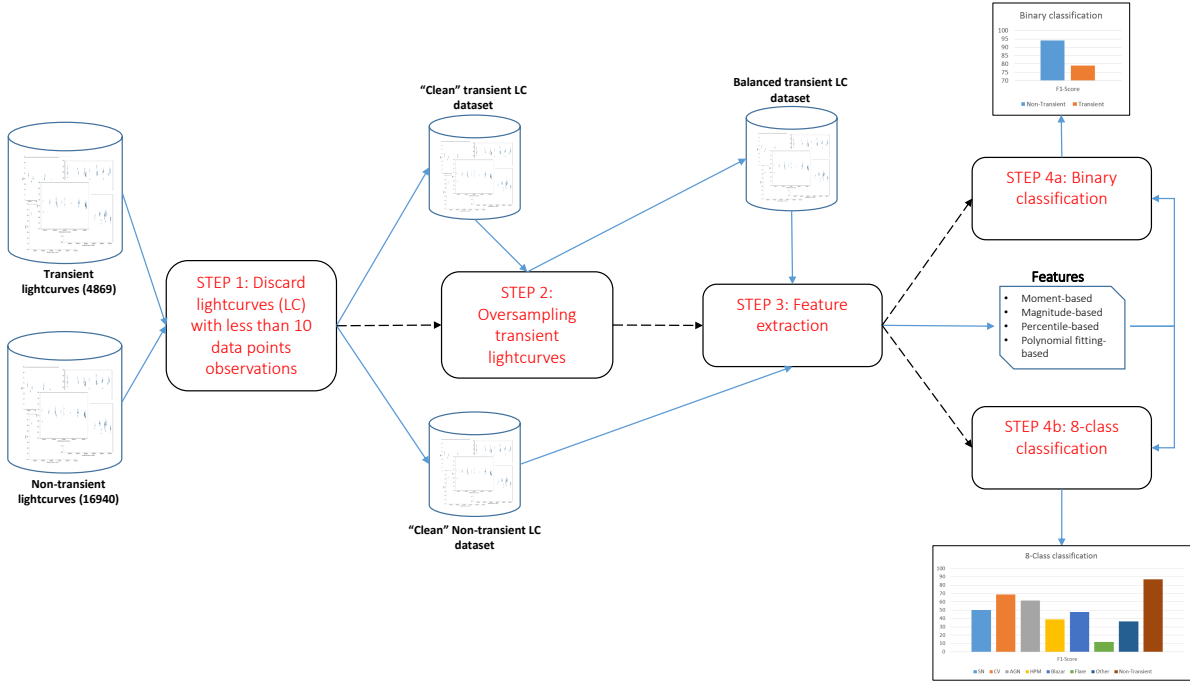 Transient
lightcurves (4869)
Non-transient
lightcurves (16940)
STEP 1: Discard
lightcurves (LC)
with less than 10
data points
observations
“Clean” transient LC
dataset
STEP 2:
Oversampling
transient
lightcurves
“Clean” Non-transient LC
dataset
Balanced transient LC
dataset
STEP 3: Feature
extraction
Binary classification
100
95
90
85
80
75
70
F1-Score
Non-Transient
Transient
STEP 4a: Binary
classification
Features
• Moment-based
• Magnitude-based
• Percentile-based
• Polynomial fitting-
based
STEP 4b: 8-class
classification
8-Class classification
100
90
80
70
60
50
40
30
20
10
0
F1-Score
SN
CV
AGN
HPM
Blazar
Flare
Other
Non-Transient